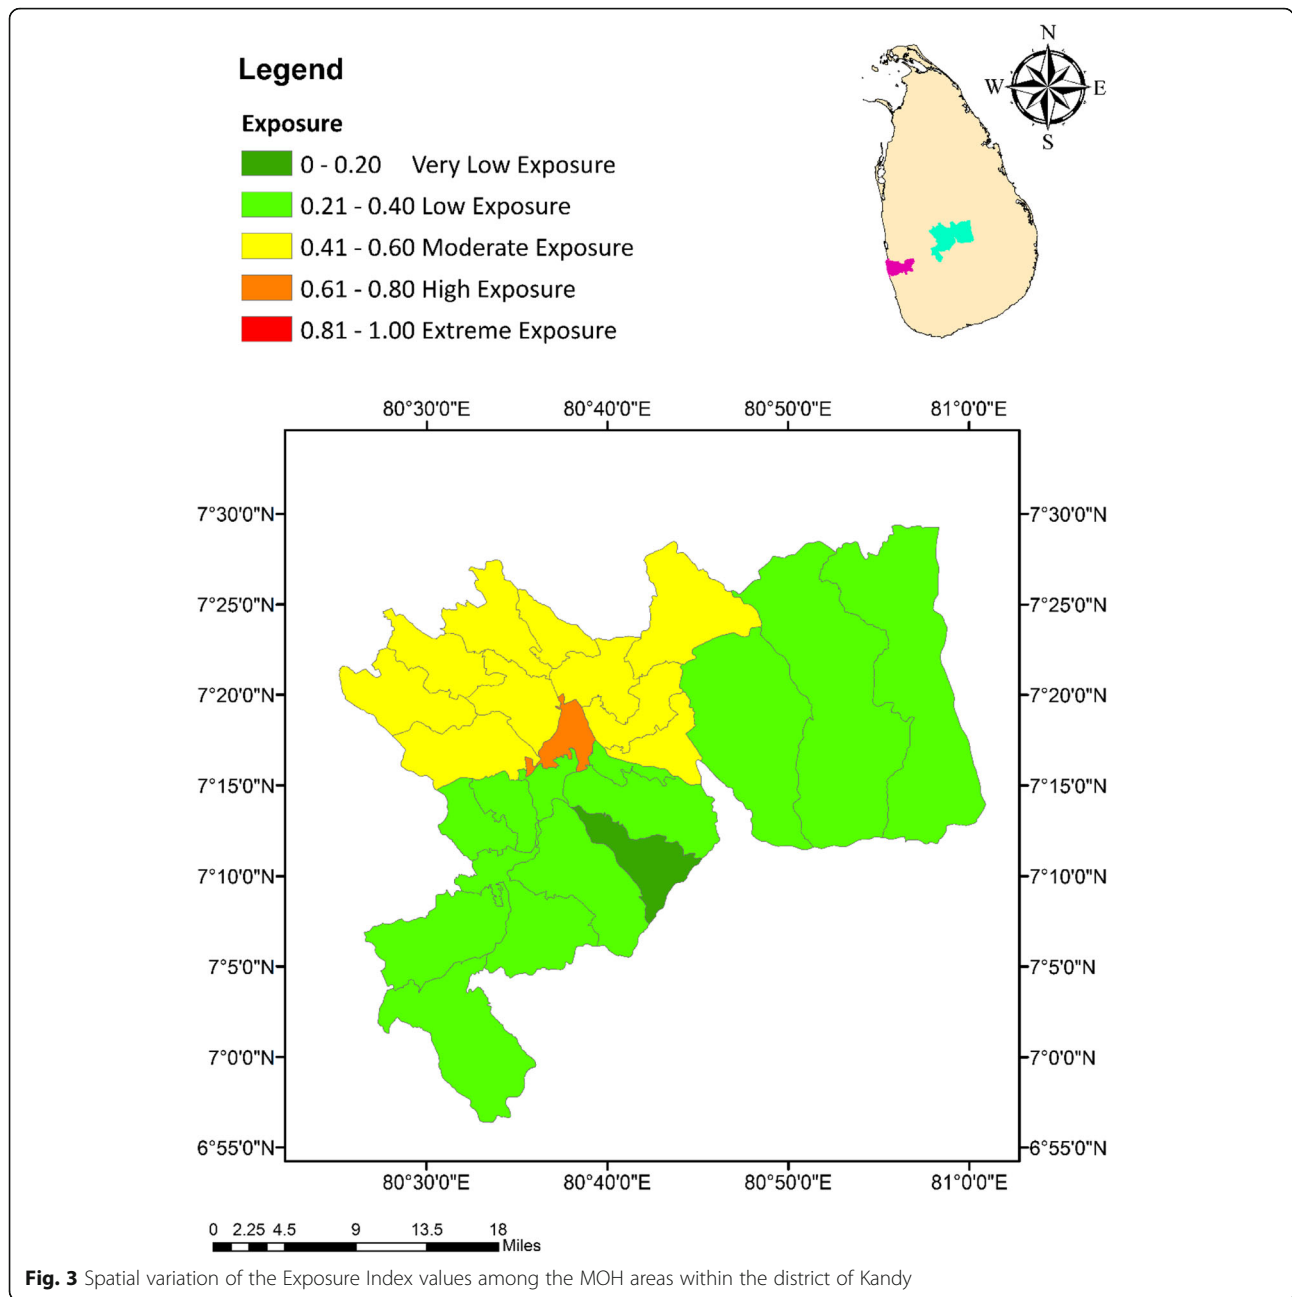 Legend
N
W E
S
Exposure
0 - 0.20 Very Low Exposure
0.21 - 0.40 Low Exposure
0.41 - 0.60 Moderate Exposure
0.61 - 0.80 High Exposure
0.81 - 1.00 Extreme Exposure
80°30'0"E 80°40'0"E 80°50'0"E 81°0'0"E
7°30'0"N 7°30'0"N
7°25'0"N 7°25'0"N
7°20'0"N 7°20'0"N
7°15'0"N 7°15'0"N
7°10'0"N 7°10'0"N
7°5'0"N 7°5'0"N
7°0'0"N 7°0'0"N
6°55'0"N 6°55'0"N
80°30'0"E 80°40'0"E 80°50'0"E 81°0'0"E
0 2.25 4.5 9 13.5 18
Miles
Fig. 3 Spatial variation of the Exposure Index values among the MOH areas within the district of Kandy